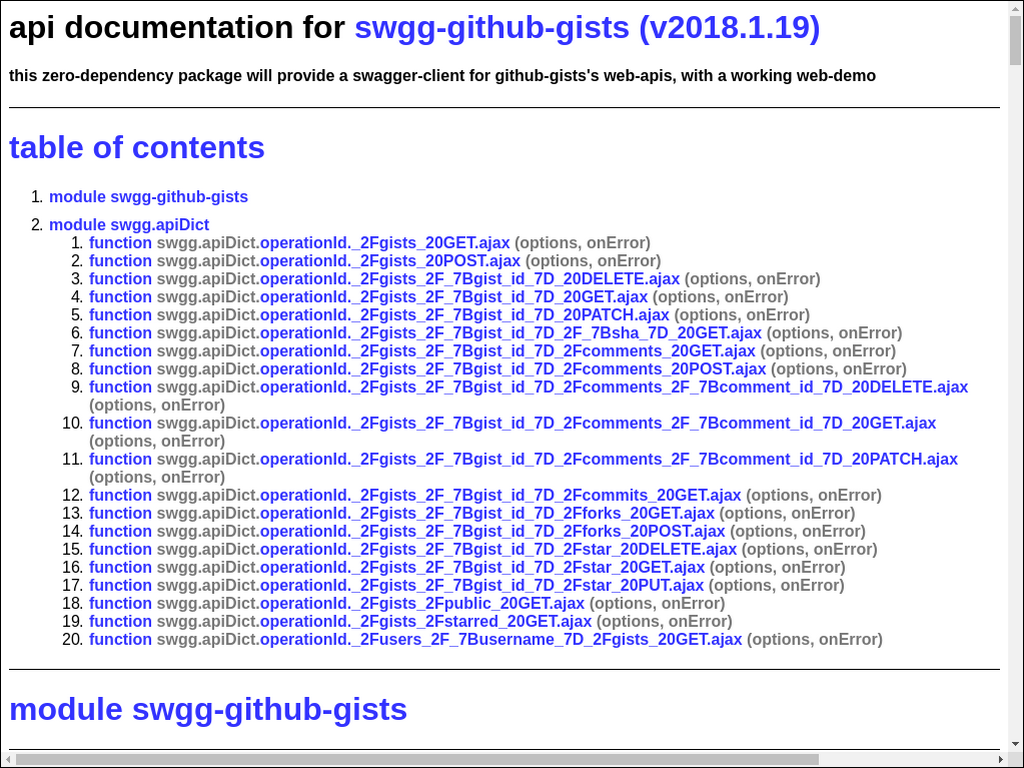 api documentation for swgg-github-gists (v2018.1.19)
this zero-dependency package will provide a swagger-client for github-gists's web-apis, with a working web-demo
table of contents
1. module swgg-github-gists
2. module swgg.apiDict
1. function swgg.apiDict.operationId._2Fgists_20GET.ajax (options, onError)
2. function swgg.apiDict.operationId._2Fgists_20POST.ajax (options, onError)
3. function swgg.apiDict.operationId._2Fgists_2F_7Bgist_id_7D_20DELETE.ajax (options, onError)
4. function swgg.apiDict.operationId._2Fgists_2F_7Bgist_id_7D_20GET.ajax (options, onError)
5. function swgg.apiDict.operationId._2Fgists_2F_7Bgist_id_7D_20PATCH.ajax (options, onError)
6. function swgg.apiDict.operationId._2Fgists_2F_7Bgist_id_7D_2F_7Bsha_7D_20GET.ajax (options, onError)
7. function swgg.apiDict.operationId._2Fgists_2F_7Bgist_id_7D_2Fcomments_20GET.ajax (options, onError)
8. function swgg.apiDict.operationId._2Fgists_2F_7Bgist_id_7D_2Fcomments_20POST.ajax (options, onError)
9. function swgg.apiDict.operationId._2Fgists_2F_7Bgist_id_7D_2Fcomments_2F_7Bcomment_id_7D_20DELETE.ajax
(options, onError)
10. function swgg.apiDict.operationId._2Fgists_2F_7Bgist_id_7D_2Fcomments_2F_7Bcomment_id_7D_20GET.ajax
(options, onError)
11. function swgg.apiDict.operationId._2Fgists_2F_7Bgist_id_7D_2Fcomments_2F_7Bcomment_id_7D_20PATCH.ajax
(options, onError)
12. function swgg.apiDict.operationId._2Fgists_2F_7Bgist_id_7D_2Fcommits_20GET.ajax (options, onError)
13. function swgg.apiDict.operationId._2Fgists_2F_7Bgist_id_7D_2Fforks_20GET.ajax (options, onError)
14. function swgg.apiDict.operationId._2Fgists_2F_7Bgist_id_7D_2Fforks_20POST.ajax (options, onError)
15. function swgg.apiDict.operationId._2Fgists_2F_7Bgist_id_7D_2Fstar_20DELETE.ajax (options, onError)
16. function swgg.apiDict.operationId._2Fgists_2F_7Bgist_id_7D_2Fstar_20GET.ajax (options, onError)
17. function swgg.apiDict.operationId._2Fgists_2F_7Bgist_id_7D_2Fstar_20PUT.ajax (options, onError)
18. function swgg.apiDict.operationId._2Fgists_2Fpublic_20GET.ajax (options, onError)
19. function swgg.apiDict.operationId._2Fgists_2Fstarred_20GET.ajax (options, onError)
20. function swgg.apiDict.operationId._2Fusers_2F_7Busername_7D_2Fgists_20GET.ajax (options, onError)
module swgg-github-gists